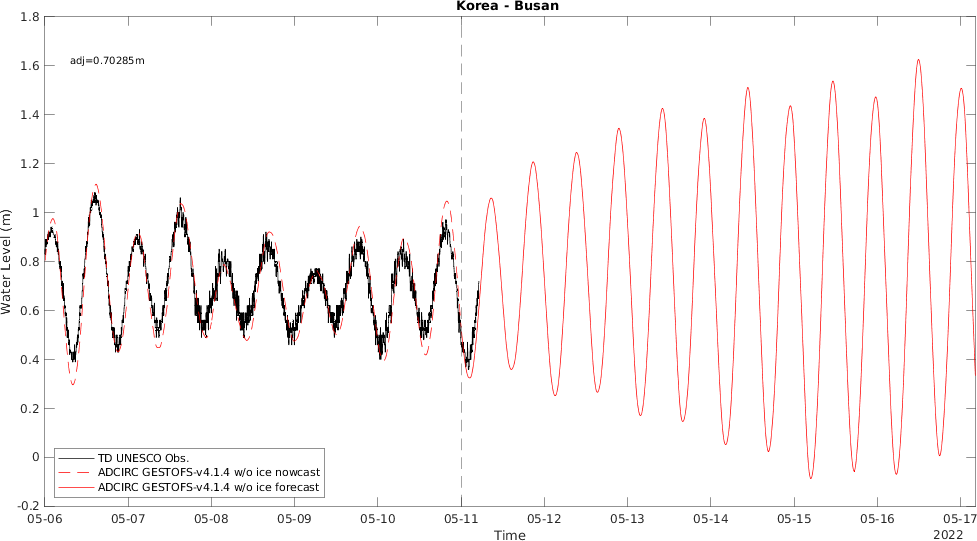 Korea - Busan
1.8
1.6
1.4
1.2
1
0.8
0.6
0.4
0.2
0
-0.2
Water Level (m)
adj=0.70285m
TD UNESCO Obs.
ADCIRC GESTOFS-v4.1.4 w/o ice nowcast
ADCIRC GESTOFS-v4.1.4 w/o ice forecast
05-06 05-07 05-08 05-09 05-10 05-11 05-12 05-13 05-14 05-15 05-16 05-17
Time
2022